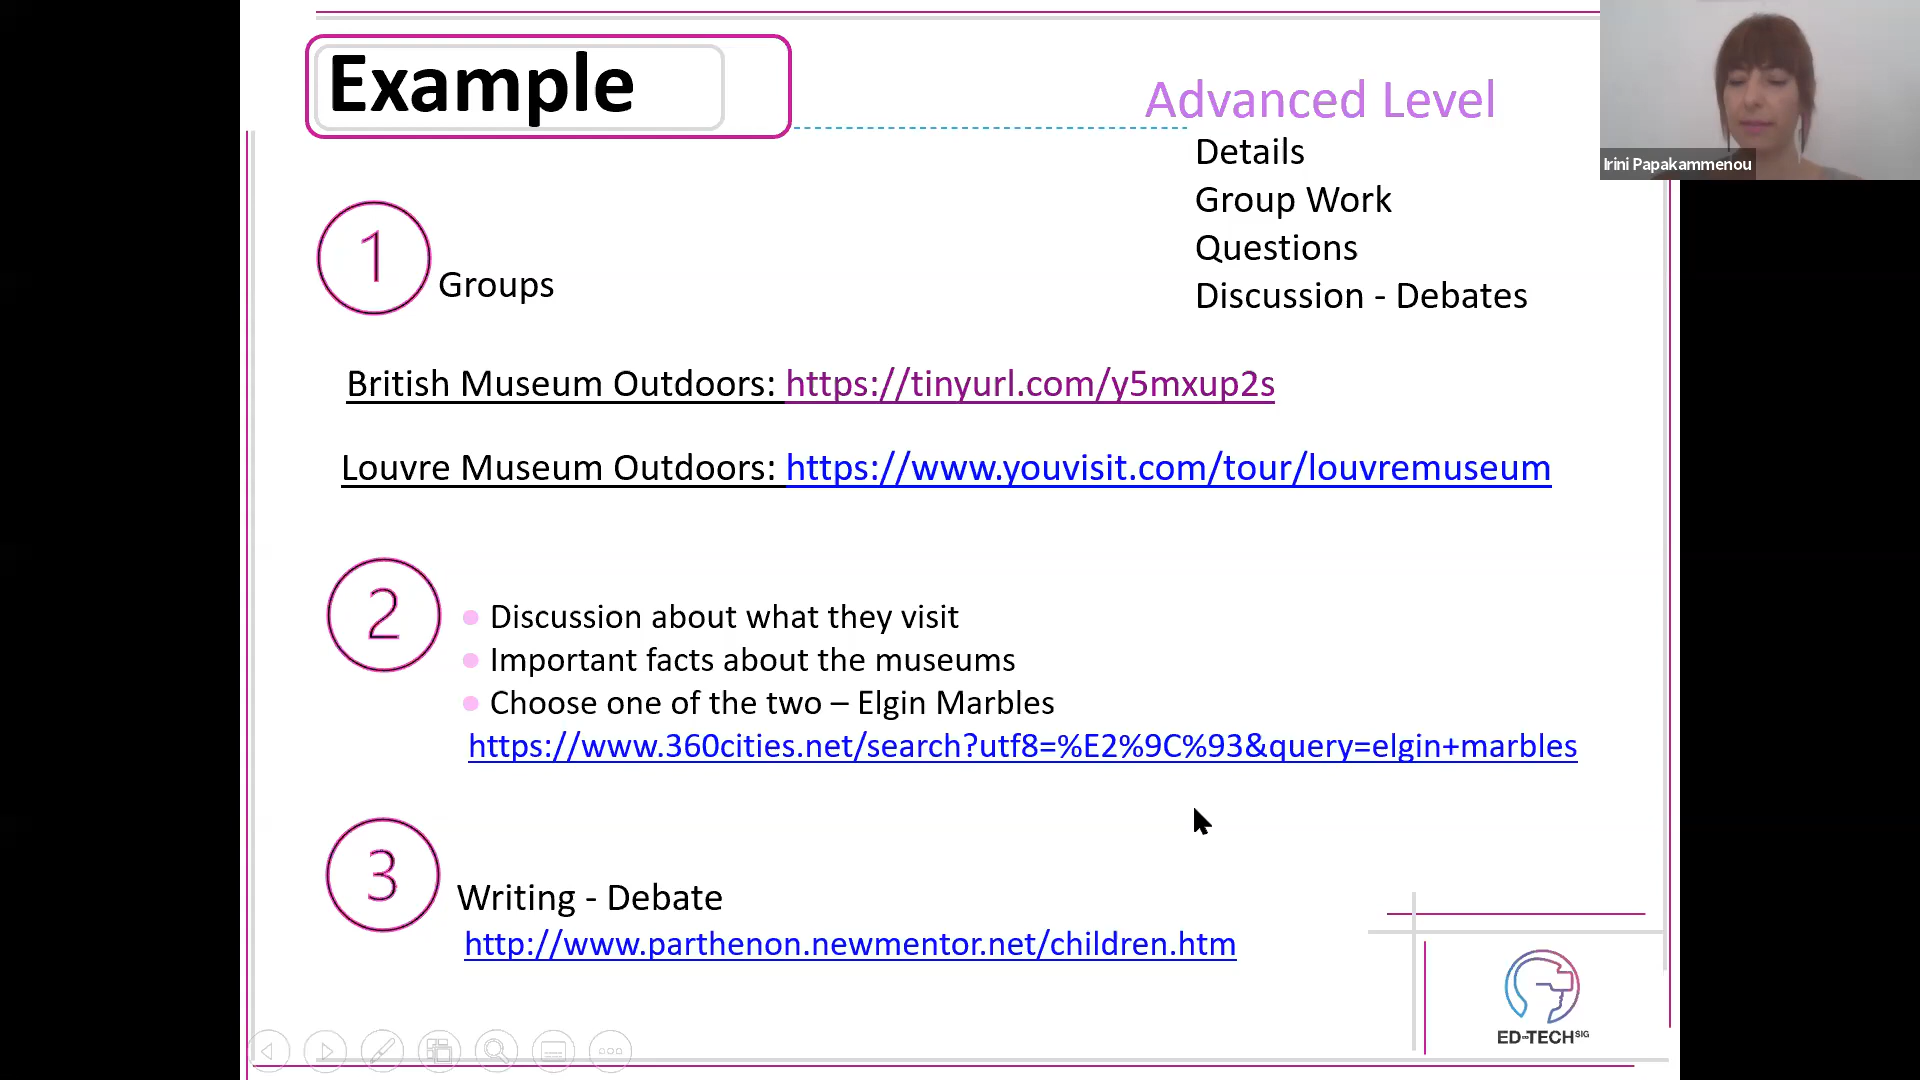 Example
Advanced Level
Details
Group Work
Questions
Discussion - Debates
Irini Papakammenou
1
Groups
British Museum Outdoors: https://tinyurl.com/y5mxup2s
Louvre Museum Outdoors: https://www.youvisit.com/tour/louvremuseum
2
Discussion about what they visit
Important facts about the museums
Choose one of the two – Elgin Marbles
https://www.360cities.net/search?utf8=%E2%9C%93&query=elgin+marbles
3
Writing - Debate
http://www.parthenon.newmentor.net/children.htm